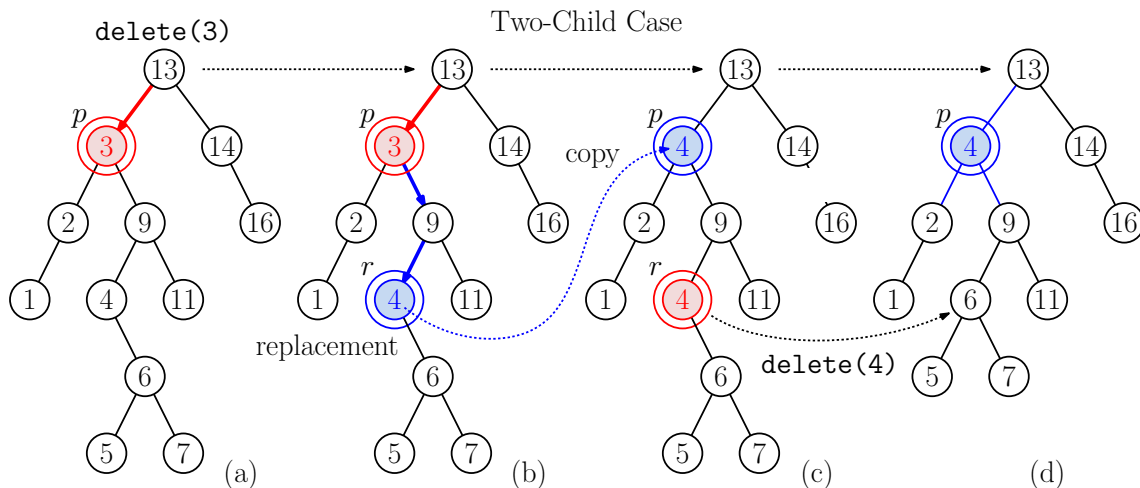 Two-Child Case
delete(3)
13 13 13 13
p p p p
3 14 3 14 4 14 4 14
copy
2 9 16 2 9 16 2 9 16 2 9 16
r r
1 4 11 1 4 11 1 4 11 1 6 11
replacement
delete(4)
6 6 6 5 7
5 7 5 7 5 7
(a) (b) (c) (d)